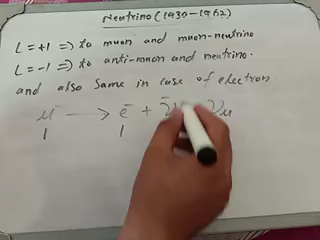 Neutrino (1930-1962)
L = +1 => to muon and muon-neutrino
L = -1 => to anti-muon and neutrino.
and also same in case of electron
μ⁻ → e⁻ + ν̄ νμ
1 1